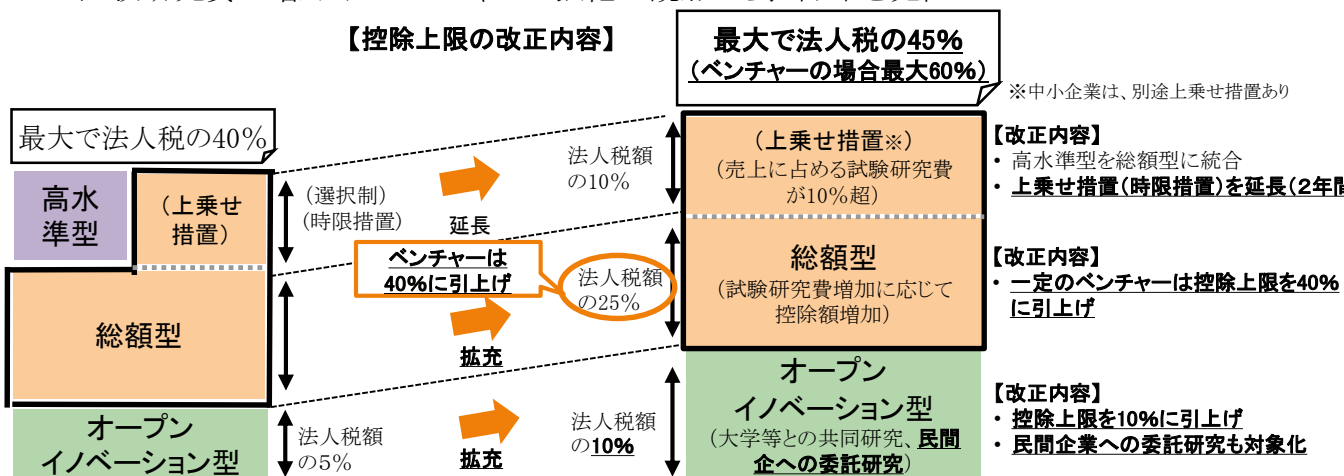 【控除上限の改正内容】
最大で法人税の45%
(ベンチャーの場合最大60%)
※中小企業は、別途上乗せ措置あり
最大で法人税の40%
高水
準型
(上乗せ
措置)
(選択制)
(時限措置)
延長
法人税額
の10%
(上乗せ措置※)
(売上に占める試験研究費
が10%超)
【改正内容】
・ 高水準型を総額型に統合
・ 上乗せ措置(時限措置)を延長(2年間
ベンチャーは
40%に引上げ
法人税額
の25%
総額型
(試験研究費増加に応じて
控除額増加)
【改正内容】
・ 一定のベンチャーは控除上限を40%
に引上げ
総額型
拡充
オープン
イノベーション型
法人税額
の5%
拡充
法人税額
の10%
オープン
イノベーション型
(大学等との共同研究、民間
企への委託研究)
【改正内容】
・ 控除上限を10%に引上げ
・ 民間企業への委託研究も対象化